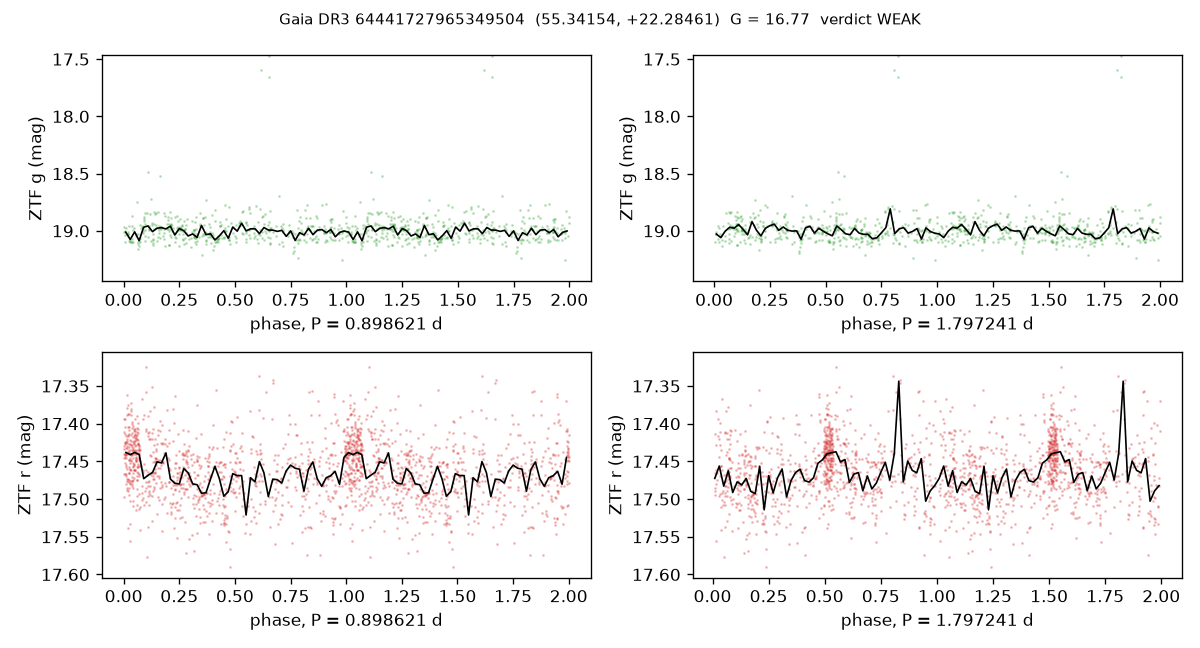 Gaia DR3 64441727965349504 (55.34154, +22.28461) G = 16.77 verdict WEAK
ZTF g (mag)
17.5
18.0
18.5
19.0
0.00 0.25 0.50 0.75 1.00 1.25 1.50 1.75 2.00
phase, P = 0.898621 d
ZTF g (mag)
17.5
18.0
18.5
19.0
0.00 0.25 0.50 0.75 1.00 1.25 1.50 1.75 2.00
phase, P = 1.797241 d
ZTF r (mag)
17.35
17.40
17.45
17.50
17.55
17.60
0.00 0.25 0.50 0.75 1.00 1.25 1.50 1.75 2.00
phase, P = 0.898621 d
ZTF r (mag)
17.35
17.40
17.45
17.50
17.55
17.60
0.00 0.25 0.50 0.75 1.00 1.25 1.50 1.75 2.00
phase, P = 1.797241 d